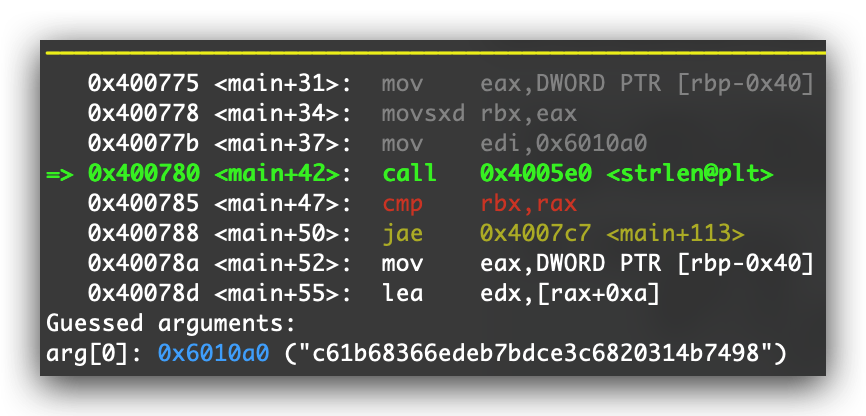 0x400775 <main+31>: mov eax,DWORD PTR [rbp-0x40]
0x400778 <main+34>: movsxd rbx,eax
0x40077b <main+37>: mov edi,0x6010a0
=> 0x400780 <main+42>: call 0x4005e0 <strlen@plt>
0x400785 <main+47>: cmp rbx,rax
0x400788 <main+50>: jae 0x4007c7 <main+113>
0x40078a <main+52>: mov eax,DWORD PTR [rbp-0x40]
0x40078d <main+55>: lea edx,[rax+0xa]
Guessed arguments:
arg[0]: 0x6010a0 ("c61b68366edeb7bdce3c6820314b7498")